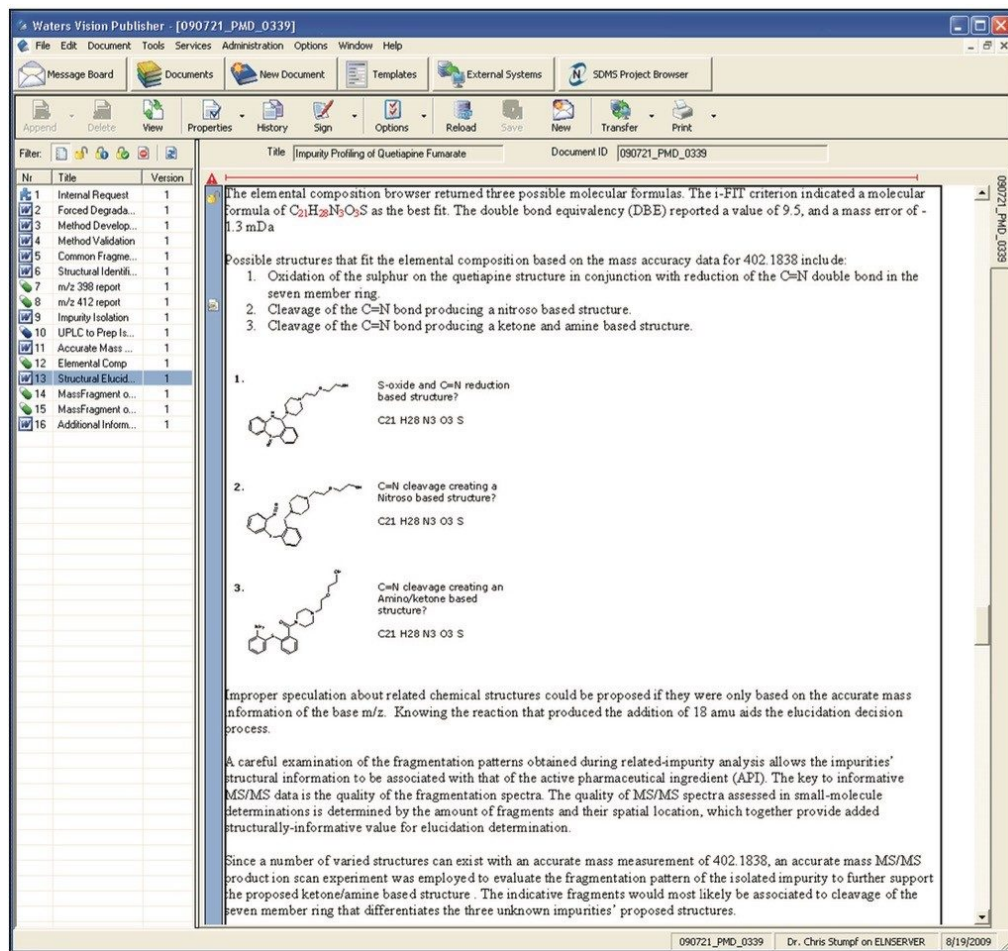 Waters Vision Publisher - [090721_PMD_0339]
File Edit Document Tools Services Administration Options Window Help
Message Board Documents New Document Templates External Systems SDMS Project Browser
Append Delete View Properties History Sign Options Reload Save New Transfer Print
Filter: Title Impurity Profiling of Quetiapine Fumarate Document ID 090721_PMD_0339
Nr Title Version
1 Internal Request 1
2 Forced Degrada... 1
3 Method Develop... 1
4 Method Validation 1
5 Common Fragme... 1
6 Structural Identifi... 1
7 m/z 398 report 1
8 m/z 412 report 1
9 Impurity Isolation 1
10 UPLC to Prep Is... 1
11 Accurate Mass ... 1
12 Elemental Comp 1
13 Structural Elucid... 1
14 MassFragment o... 1
15 MassFragment o... 1
16 Additional Inform... 1
The elemental composition browser returned three possible molecular formulas. The i-FIT criterion indicated a molecular
formula of C21H28N3O3S as the best fit. The double bond equivalency (DBE) reported a value of 9.5, and a mass error of -
1.3 mDa
Possible structures that fit the elemental composition based on the mass accuracy data for 402.1838 include:
1. Oxidation of the sulphur on the quetiapine structure in conjunction with reduction of the C=N double bond in the
seven member ring.
2. Cleavage of the C=N bond producing a nitroso based structure.
3. Cleavage of the C=N bond producing a ketone and amine based structure.
1.
S-oxide and C=N reduction
based structure?
C21 H28 N3 O3 S
2.
C=N cleavage creating a
Nitroso based structure?
C21 H28 N3 O3 S
3.
C=N cleavage creating an
Amino/ketone based
structure?
C21 H28 N3 O3 S
Improper speculation about related chemical structures could be proposed if they were only based on the accurate mass
information of the base m/z. Knowing the reaction that produced the addition of 18 amu aids the elucidation decision
process.
A careful examination of the fragmentation patterns obtained during related-impurity analysis allows the impurities'
structural information to be associated with that of the active pharmaceutical ingredient (API). The key to informative
MS/MS data is the quality of the fragmentation spectra. The quality of MS/MS spectra assessed in small-molecule
determinations is determined by the amount of fragments and their spatial location, which together provide added
structurally-informative value for elucidation determination.
Since a number of varied structures can exist with an accurate mass measurement of 402.1838, an accurate mass MS/MS
product ion scan experiment was employed to evaluate the fragmentation pattern of the isolated impurity to further support
the proposed ketone/amine based structure . The indicative fragments would most likely be associated to cleavage of the
seven member ring that differentiates the three unknown impurities' proposed structures.
090721_PMD_0339
090721_PMD_0339 Dr. Chris Stumpf on ELNSERVER 8/19/2009